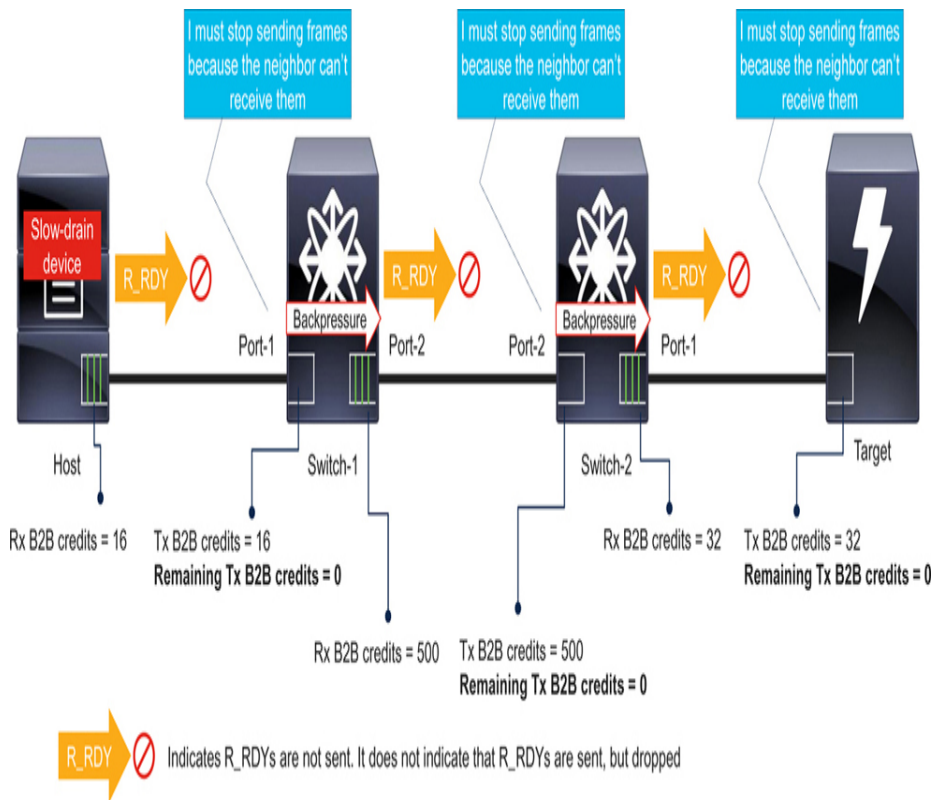 I must stop sending frames
because the neighbor can't
receive them
I must stop sending frames
because the neighbor can't
receive them
I must stop sending frames
because the neighbor can't
receive them
Slow-drain
device
R_RDY
R_RDY
R_RDY
Backpressure
Backpressure
Port-1
Port-2
Port-2
Port-1
Host
Switch-1
Switch-2
Target
Rx B2B credits = 16
Tx B2B credits = 16
Remaining Tx B2B credits = 0
Rx B2B credits = 32
Tx B2B credits = 32
Remaining Tx B2B credits = 0
Rx B2B credits = 500
Tx B2B credits = 500
Remaining Tx B2B credits = 0
R_RDY
Indicates R_RDYs are not sent. It does not indicate that R_RDYs are sent, but dropped